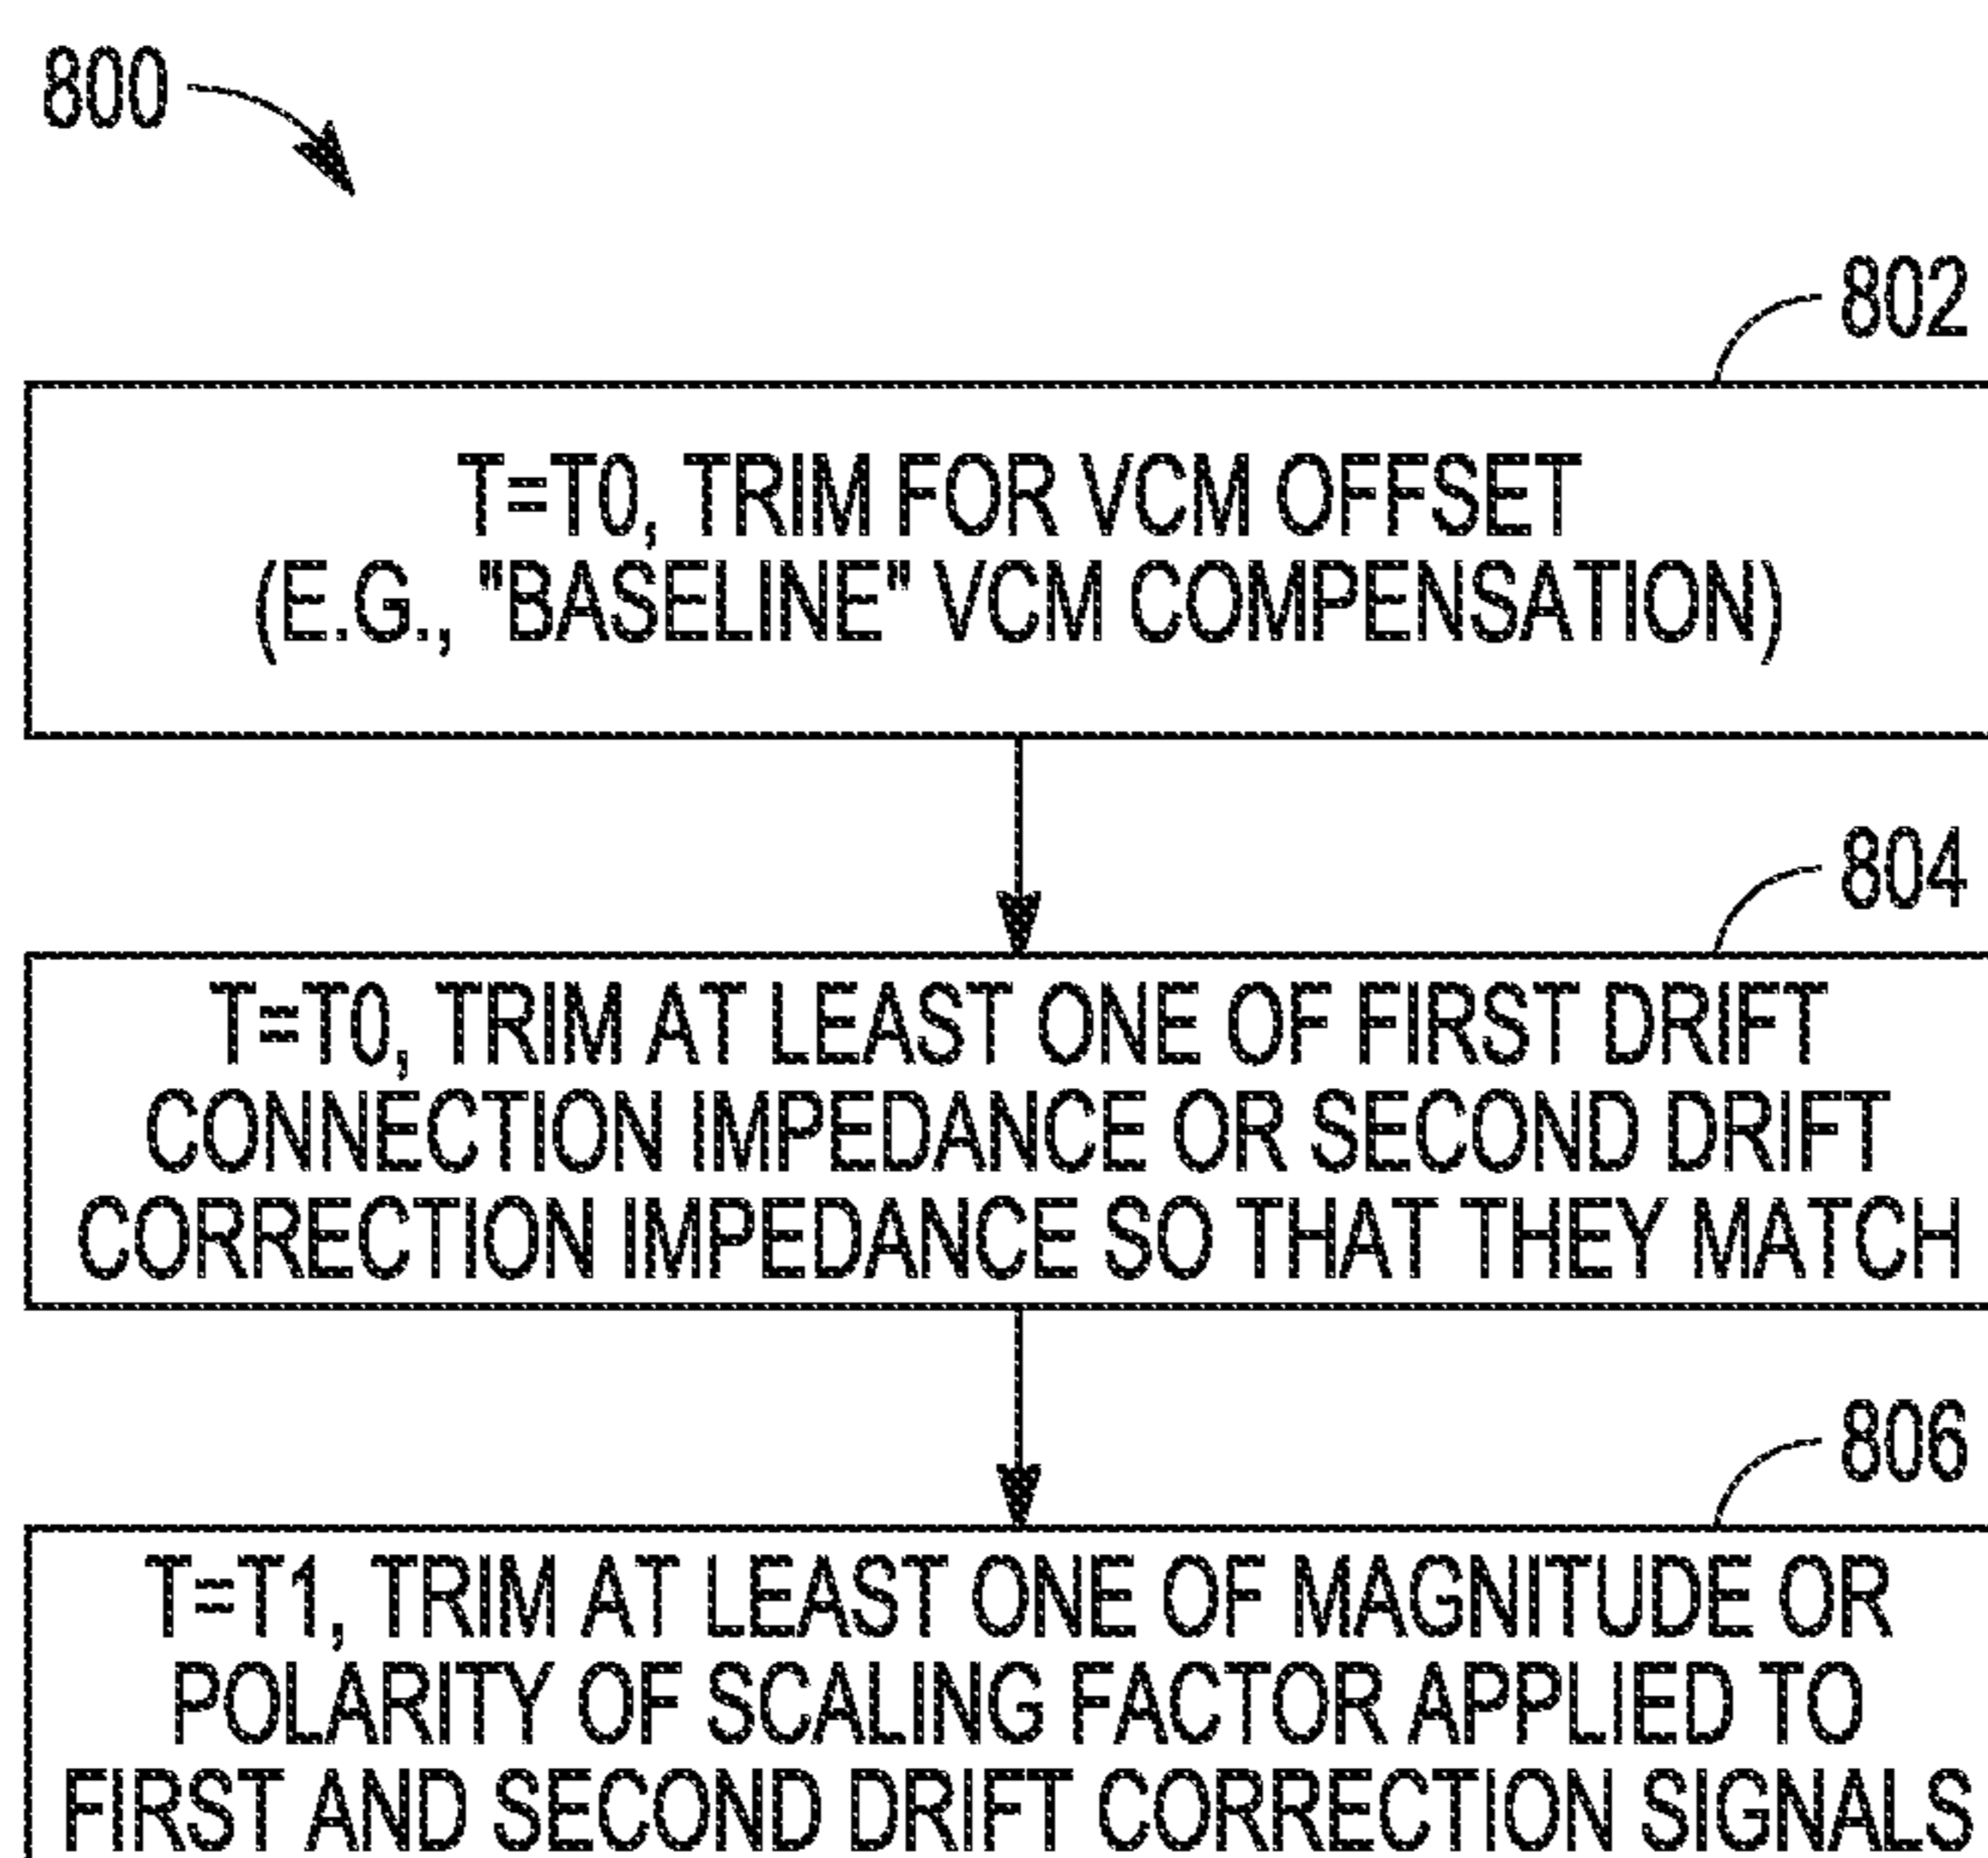 800
802
T=T0, TRIM FOR VCM OFFSET
(E.G., "BASELINE" VCM COMPENSATION)
804
T=T0, TRIM AT LEAST ONE OF FIRST DRIFT
CONNECTION IMPEDANCE OR SECOND DRIFT
CORRECTION IMPEDANCE SO THAT THEY MATCH
806
T=T1, TRIM AT LEAST ONE OF MAGNITUDE OR
POLARITY OF SCALING FACTOR APPLIED TO
FIRST AND SECOND DRIFT CORRECTION SIGNALS